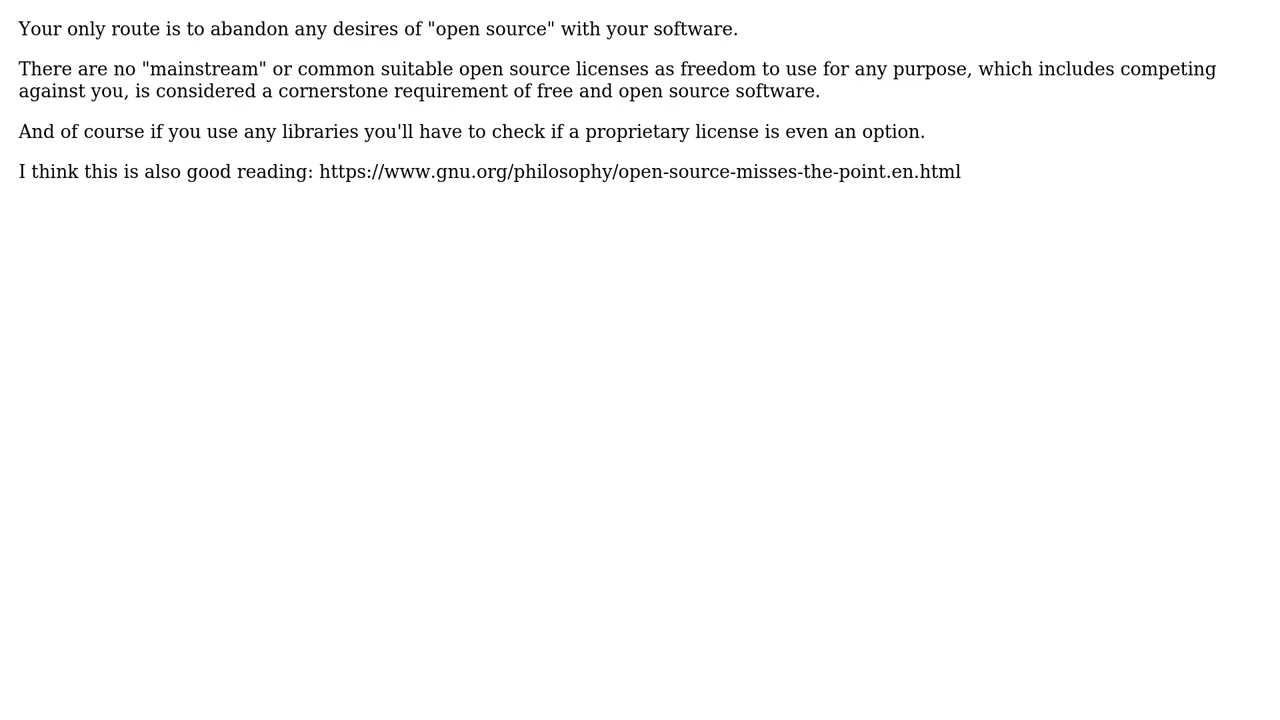 Your only route is to abandon any desires of "open source" with your software.
There are no "mainstream" or common suitable open source licenses as freedom to use for any purpose, which includes competing
against you, is considered a cornerstone requirement of free and open source software.
And of course if you use any libraries you'll have to check if a proprietary license is even an option.
I think this is also good reading: https://www.gnu.org/philosophy/open-source-misses-the-point.en.html